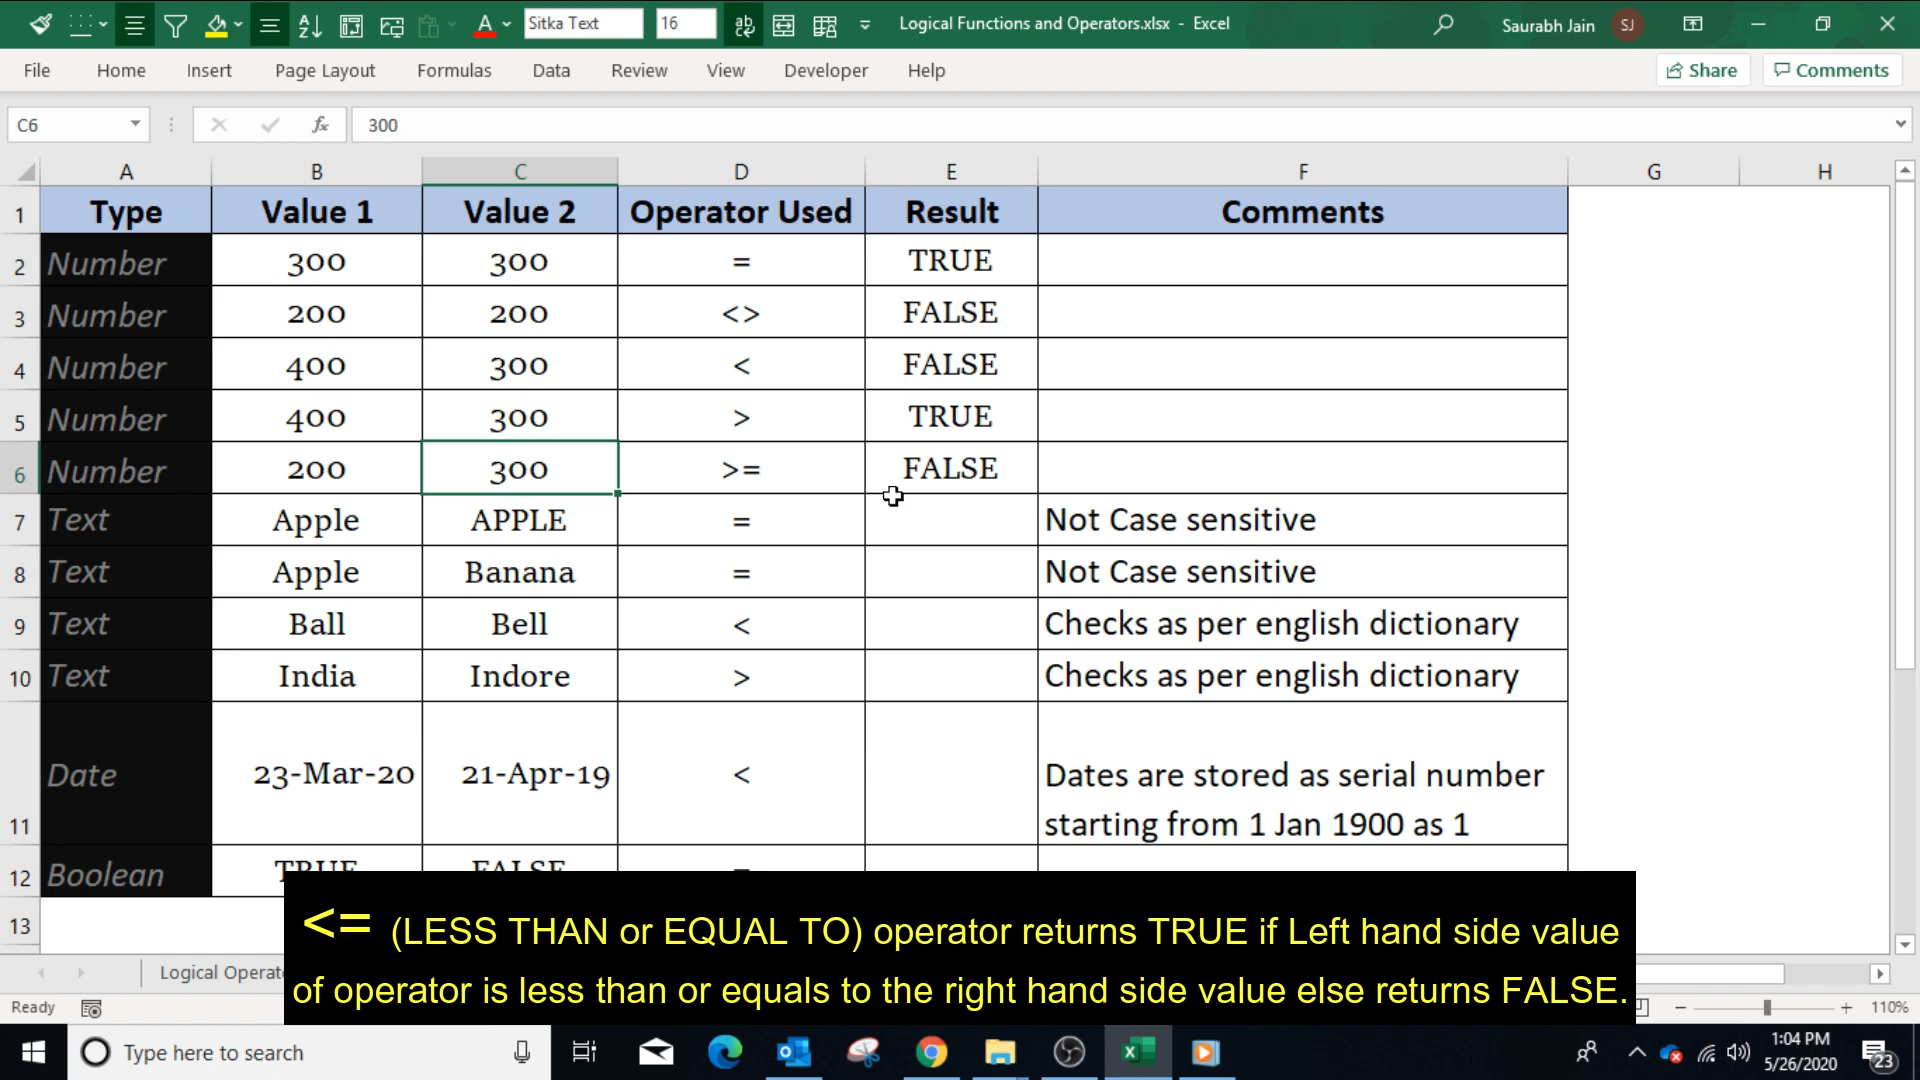 Sitka Text 16 Logical Functions and Operators.xlsx - Excel Saurabh Jain SJ
File Home Insert Page Layout Formulas Data Review View Developer Help Share Comments
C6 fx 300
A B C D E F G H
1 Type Value 1 Value 2 Operator Used Result Comments
2 Number 300 300 = TRUE
3 Number 200 200 <> FALSE
4 Number 400 300 < FALSE
5 Number 400 300 > TRUE
6 Number 200 300 >= FALSE
7 Text Apple APPLE = Not Case sensitive
8 Text Apple Banana = Not Case sensitive
9 Text Ball Bell < Checks as per english dictionary
10 Text India Indore > Checks as per english dictionary
Date 23-Mar-20 21-Apr-19 < Dates are stored as serial number
11 starting from 1 Jan 1900 as 1
12 Boolean TRUE FALSE =
13
<= (LESS THAN or EQUAL TO) operator returns TRUE if Left hand side value
of operator is less than or equals to the right hand side value else returns FALSE.
Logical Operat
Ready 110%
Type here to search 1:04 PM
5/26/2020 23